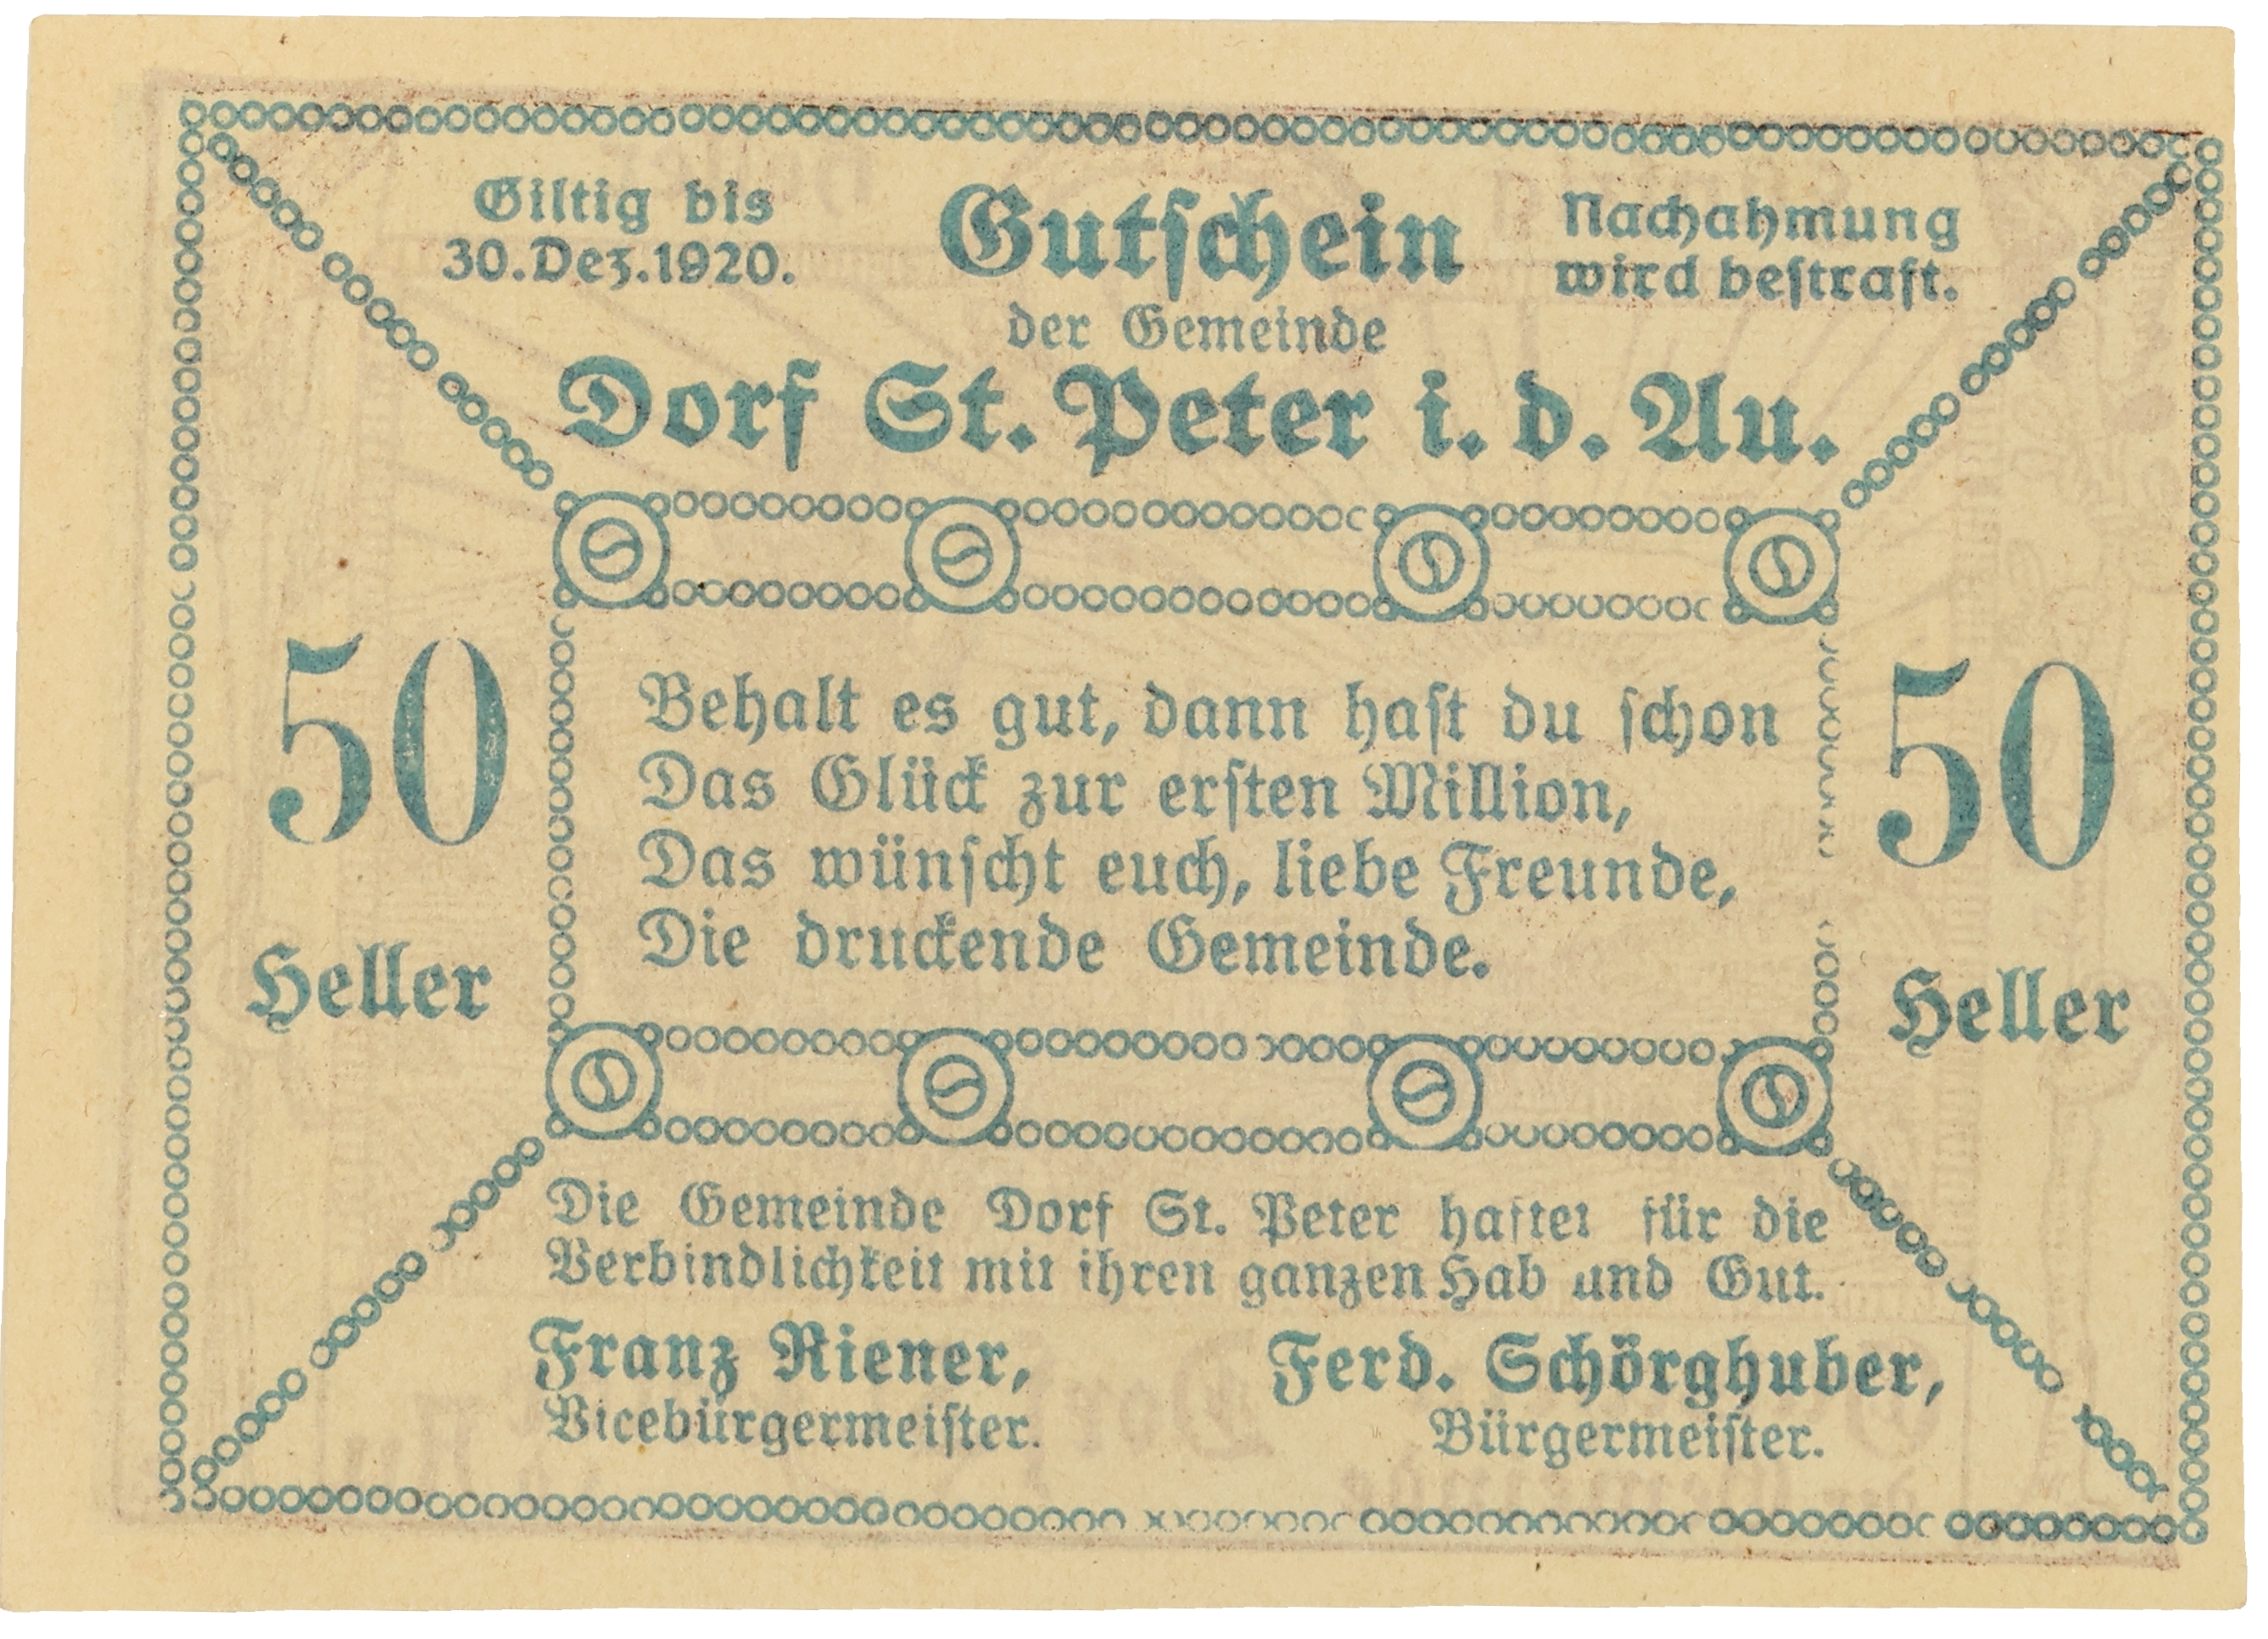 Giltig bis
30. Dez. 1920.
Gutschein
Nachahmung
wird bestraft.
der Gemeinde
Dorf St. Peter i. d. Au.
50
Heller
Behalt es gut, dann hast du schon
Das Glück zur ersten Million,
Das wünscht euch, liebe Freunde,
Die druckende Gemeinde.
50
Heller
Die Gemeinde Dorf St. Peter haftet für die
Verbindlichkeit mit ihren ganzen Hab und Gut.
Franz Riener,
Vicebürgermeister.
Ferd. Schörghuber,
Bürgermeister.